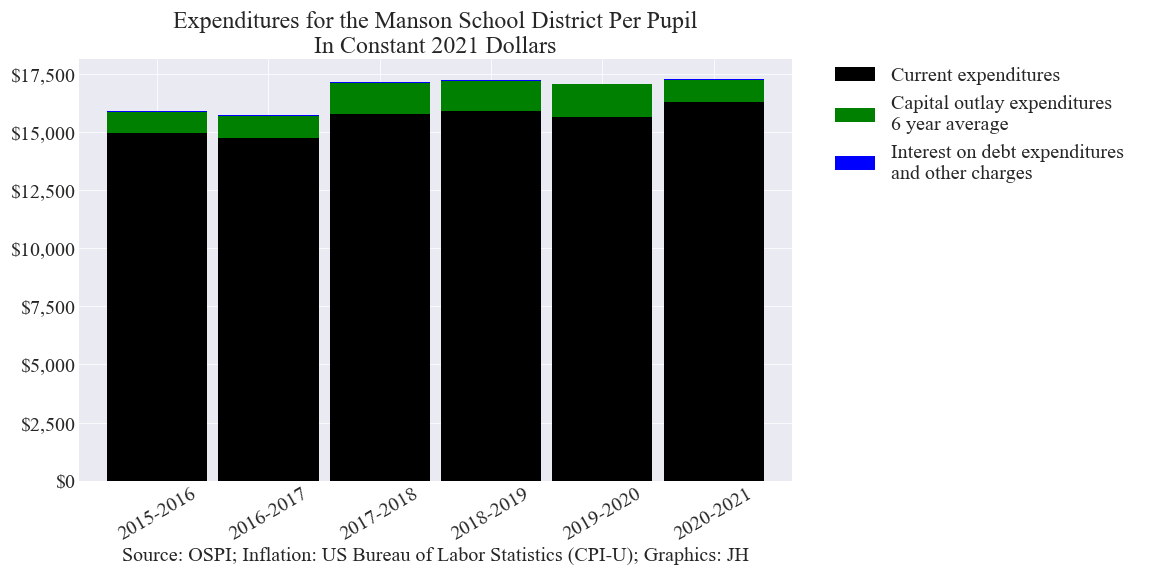 Expenditures for the Manson School District Per Pupil
In Constant 2021 Dollars
$17,500
$15,000
$12,500
$10,000
$7,500
$5,000
$2,500
$0
2015-2016
2016-2017
2017-2018
2018-2019
2019-2020
2020-2021
Source: OSPI; Inflation: US Bureau of Labor Statistics (CPI-U); Graphics: JH
Current expenditures
Capital outlay expenditures
6 year average
Interest on debt expenditures
and other charges